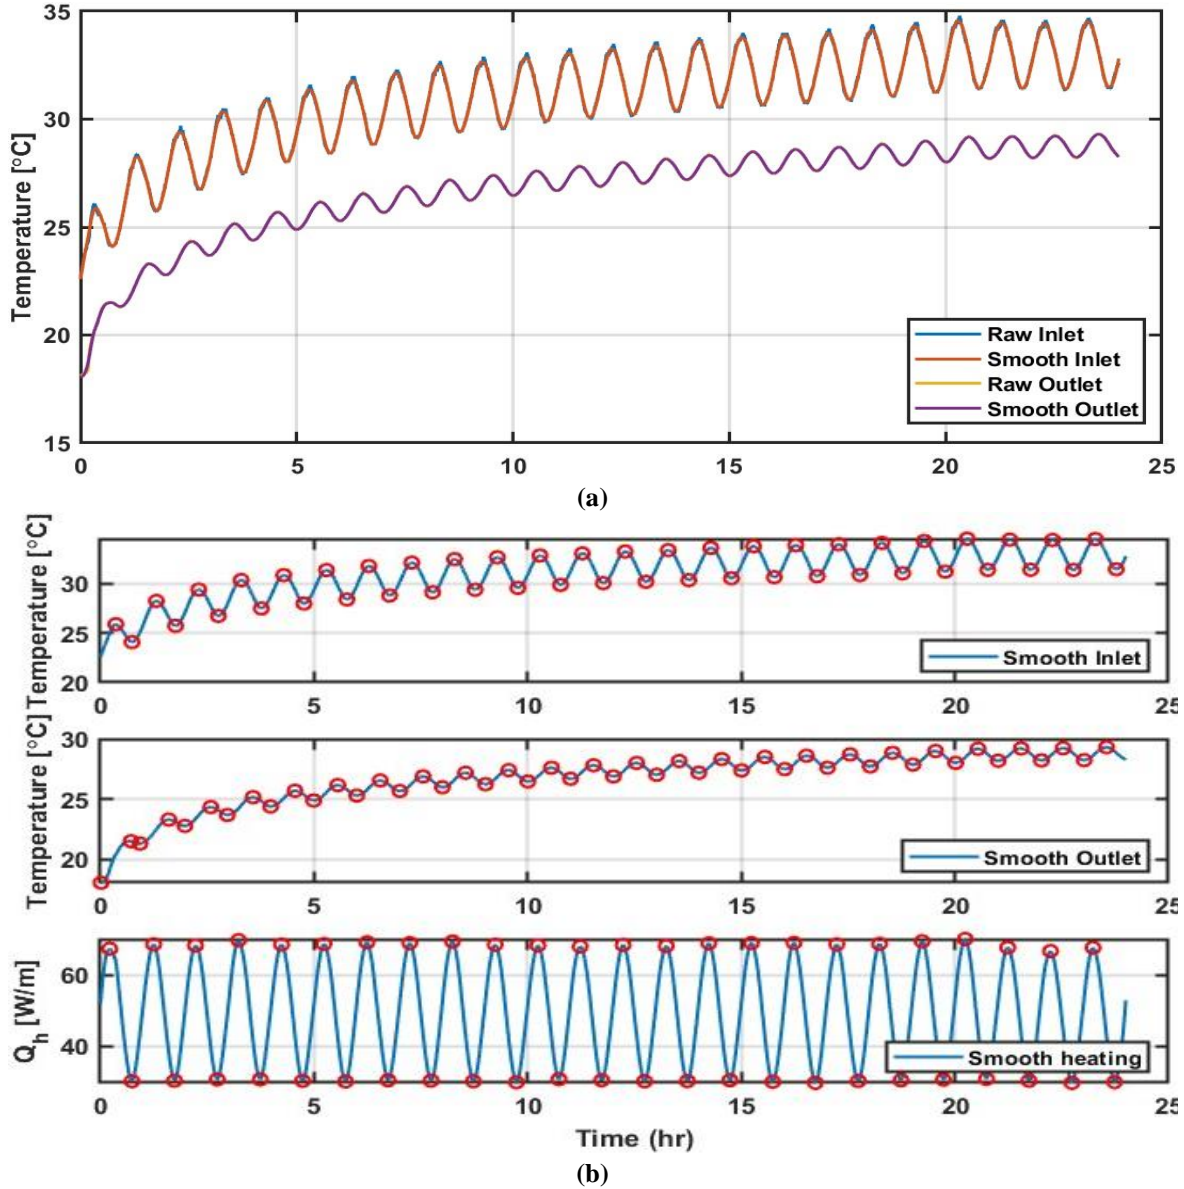 35
30
25
20
15
Temperature [°C]
0 5 10 15 20 25
Raw Inlet
Smooth Inlet
Raw Outlet
Smooth Outlet
(a)
Temperature [°C]
30
25
20
0 5 10 15 20 25
Smooth Inlet
Temperature [°C]
30
25
20
0 5 10 15 20 25
Smooth Outlet
Q_h [W/m]
60
40
0 5 10 15 20 25
Smooth heating
Time (hr)
(b)